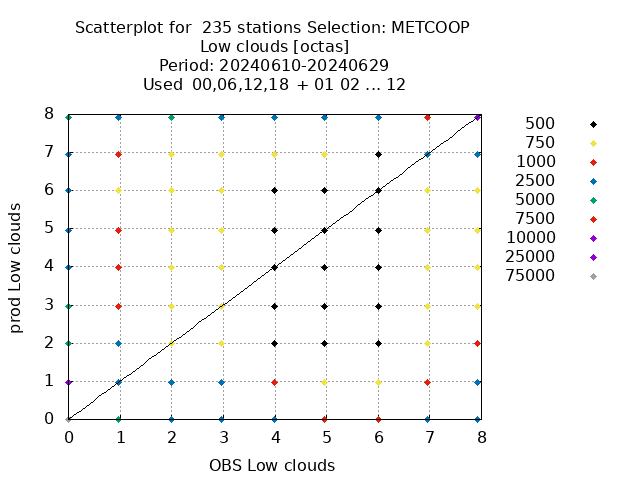 Scatterplot for 235 stations Selection: METCOOP
Low clouds [octas]
Period: 20240610-20240629
Used 00,06,12,18 + 01 02 ... 12
8
7
6
5
4
3
2
1
0
prod Low clouds
0 1 2 3 4 5 6 7 8
OBS Low clouds
500
750
1000
2500
5000
7500
10000
25000
75000